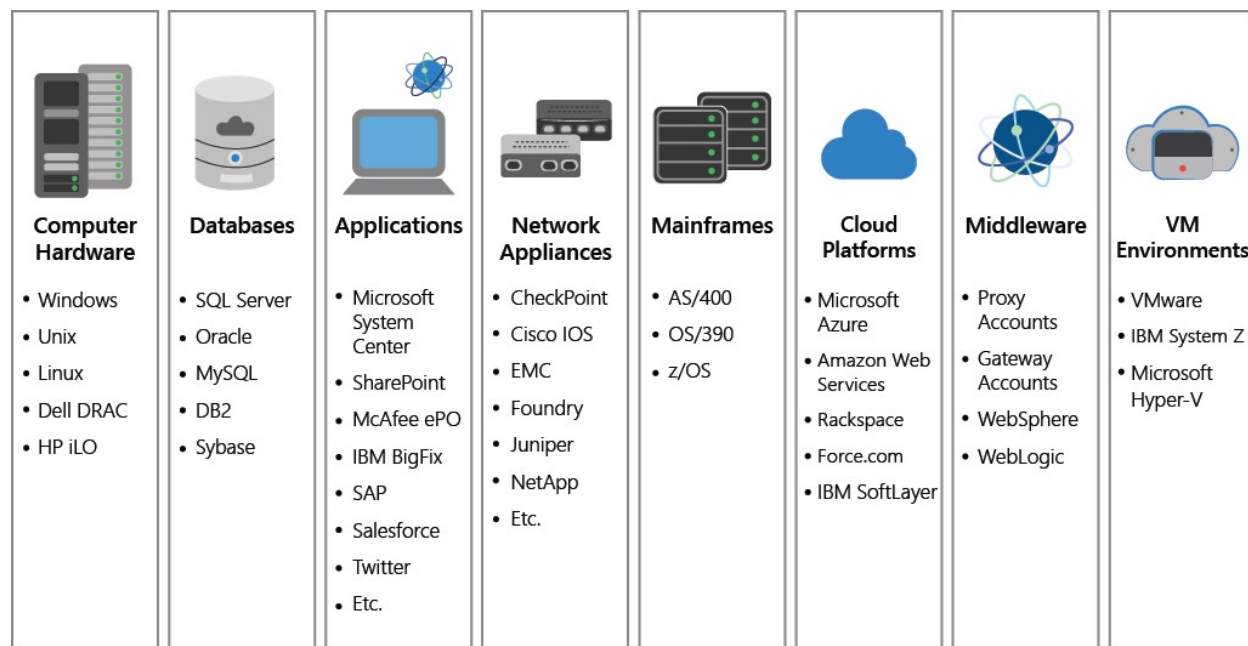 Computer
Hardware
• Windows
• Unix
• Linux
• Dell DRAC
• HP iLO
Databases
• SQL Server
• Oracle
• MySQL
• DB2
• Sybase
Applications
• Microsoft
System
Center
• SharePoint
• McAfee ePO
• IBM BigFix
• SAP
• Salesforce
• Twitter
• Etc.
Network
Appliances
• CheckPoint
• Cisco IOS
• EMC
• Foundry
• Juniper
• NetApp
• Etc.
Mainframes
• AS/400
• OS/390
• z/OS
Cloud
Platforms
• Microsoft
Azure
• Amazon Web
Services
• Rackspace
• Force.com
• IBM SoftLayer
Middleware
• Proxy
Accounts
• Gateway
Accounts
• WebSphere
• WebLogic
VM
Environments
• VMware
• IBM System Z
• Microsoft
Hyper-V